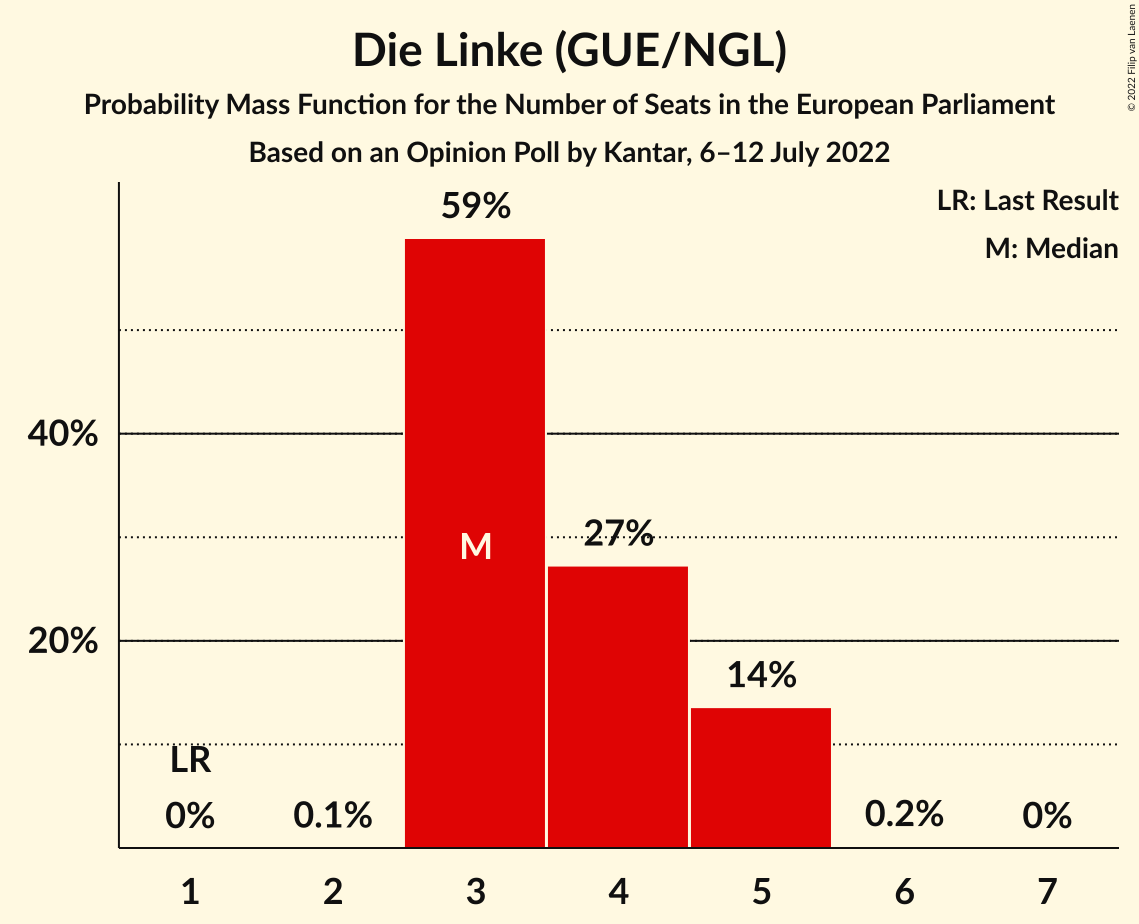 Die Linke (GUE/NGL)
Probability Mass Function for the Number of Seats in the European Parliament
Based on an Opinion Poll by Kantar, 6–12 July 2022
© 2022 Filip van Laenen
LR: Last Result
M: Median
59%
40%
M
27%
20%
14%
LR
0%
0.1%
0.2%
0%
1
2
3
4
5
6
7